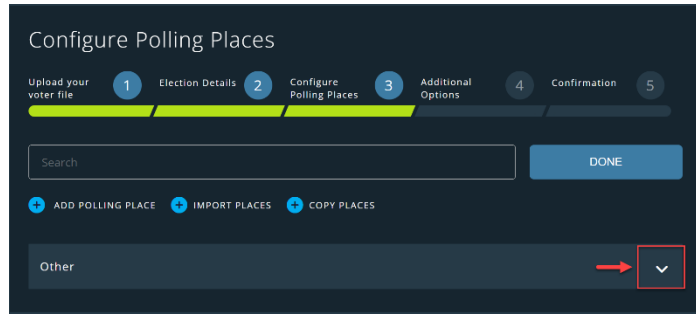 Configure Polling Places
Upload your
voter file
1
Election Details
2
Configure
Polling Places
3
Additional
Options
4
Confirmation
5
Search
DONE
ADD POLLING PLACE
IMPORT PLACES
COPY PLACES
Other